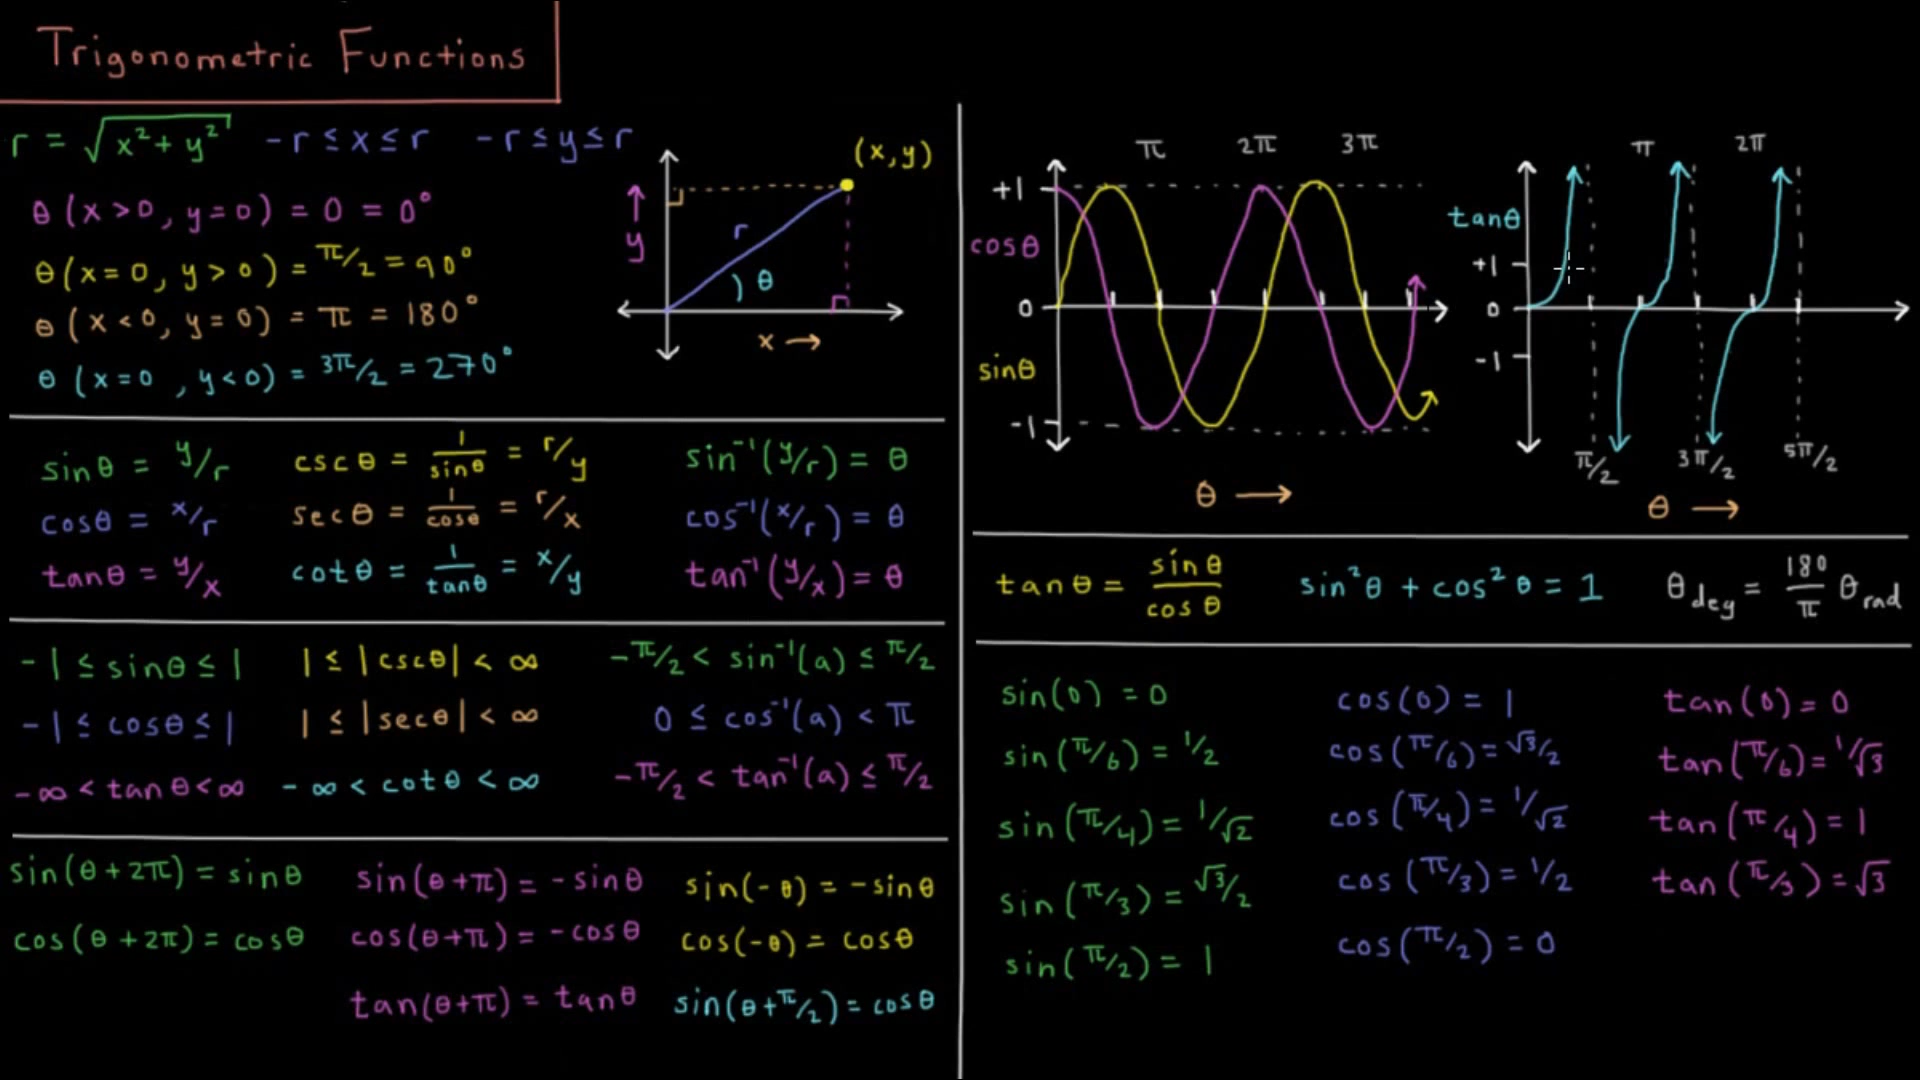 Trigonometric Functions
r = √(x² + y²)   -r ≤ x ≤ r   -r ≤ y ≤ r
θ (x > 0, y = 0) = 0 = 0°
θ (x = 0, y > 0) = π/2 = 90°
θ (x < 0, y = 0) = π = 180°
θ (x = 0, y < 0) = 3π/2 = 270°
(x, y)
y
r
θ
x →
sin θ = y/r   csc θ = 1/sin θ = r/y   sin⁻¹(y/r) = θ
cos θ = x/r   sec θ = 1/cos θ = r/x   cos⁻¹(x/r) = θ
tan θ = y/x   cot θ = 1/tan θ = x/y   tan⁻¹(y/x) = θ
-1 ≤ sin θ ≤ 1   1 ≤ |csc θ| < ∞   -π/2 < sin⁻¹(a) ≤ π/2
-1 ≤ cos θ ≤ 1   1 ≤ |sec θ| < ∞   0 ≤ cos⁻¹(a) < π
-∞ < tan θ < ∞   -∞ < cot θ < ∞   -π/2 < tan⁻¹(a) ≤ π/2
sin(θ + 2π) = sin θ   sin(θ + π) = -sin θ   sin(-θ) = -sin θ
cos(θ + 2π) = cos θ   cos(θ + π) = -cos θ   cos(-θ) = cos θ
tan(θ + π) = tan θ   sin(θ + π/2) = cos θ
π   2π   3π
+1
cos θ
0
sin θ
-1
θ →
π   2π
tan θ
+1
0
-1
π/2   3π/2   5π/2
θ →
tan θ = sin θ/cos θ   sin² θ + cos² θ = 1   θdeg = 180/π θrad
sin(0) = 0   cos(0) = 1   tan(0) = 0
sin(π/6) = 1/2   cos(π/6) = √3/2   tan(π/6) = 1/√3
sin(π/4) = 1/√2   cos(π/4) = 1/√2   tan(π/4) = 1
sin(π/3) = √3/2   cos(π/3) = 1/2   tan(π/3) = √3
sin(π/2) = 1   cos(π/2) = 0